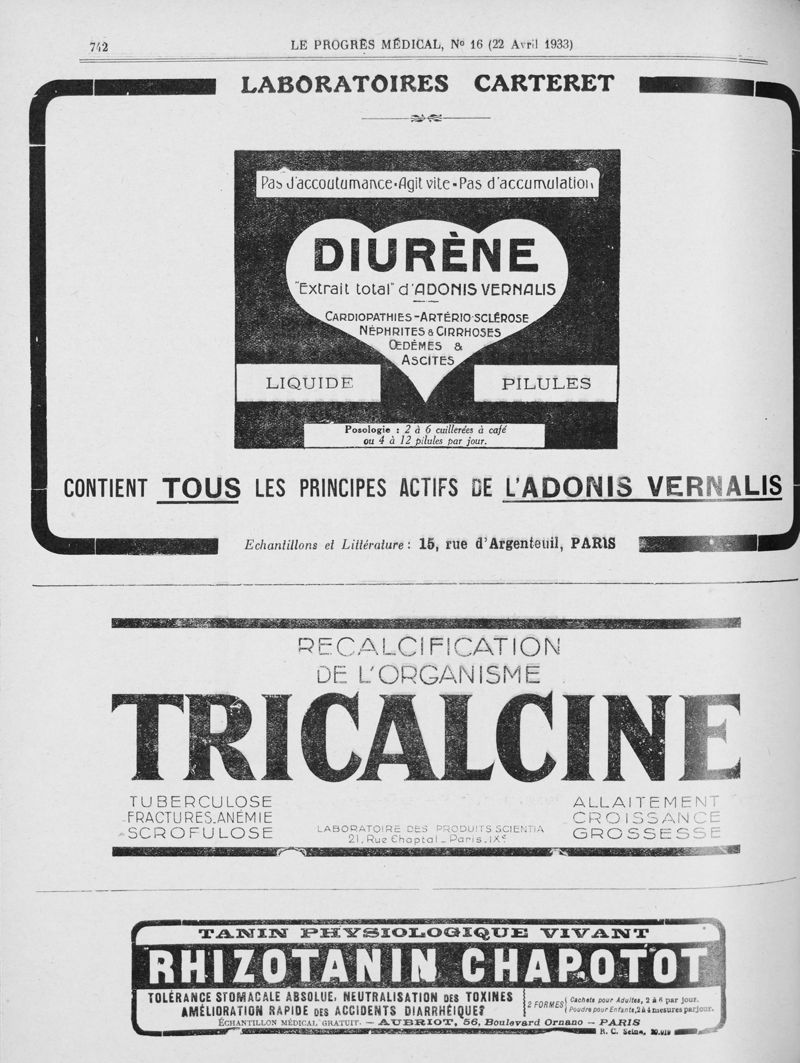 742
LE PROGRÈS MÉDICAL, No 16 (22 Avril 1933)
LABORATOIRES CARTERET
Pas d'accoutumance·Agit vite·Pas d'accumulation
DIURÈNE
"Extrait total" d'ADONIS VERNALIS
CARDIOPATHIES-ARTÉRIO-SCLÉROSE
NÉPHRITES & CIRRHOSES
ŒDÈMES &
ASCITES
LIQUIDE
PILULES
Posologie : 2 à 6 cuillerées à café
ou 4 à 12 pilules par jour.
CONTIENT TOUS LES PRINCIPES ACTIFS DE L'ADONIS VERNALIS
Echantillons et Littérature : 15, rue d'Argenteuil, PARIS
RECALCIFICATION
DE L'ORGANISME
TRICALCINE
TUBERCULOSE
FRACTURES-ANÉMIE
SCROFULOSE
LABORATOIRE DES PRODUITS SCIENTIA
21, Rue Chaptal - Paris. IXe
ALLAITEMENT
CROISSANCE
GROSSESSE
TANIN PHYSIOLOGIQUE VIVANT
RHIZOTANIN CHAPOTOT
TOLÉRANCE STOMACALE ABSOLUE, NEUTRALISATION DES TOXINES
AMÉLIORATION RAPIDE DES ACCIDENTS DIARRHÉIQUES
2 FORMES
Cachets pour Adultes, 2 à 6 par jour.
Poudre pour Enfants, 2 à 4 mesures par jour.
ÉCHANTILLON MÉDICAL GRATUIT. — AUBRIOT, 56, Boulevard Ornano — PARIS
R. C. Seine,